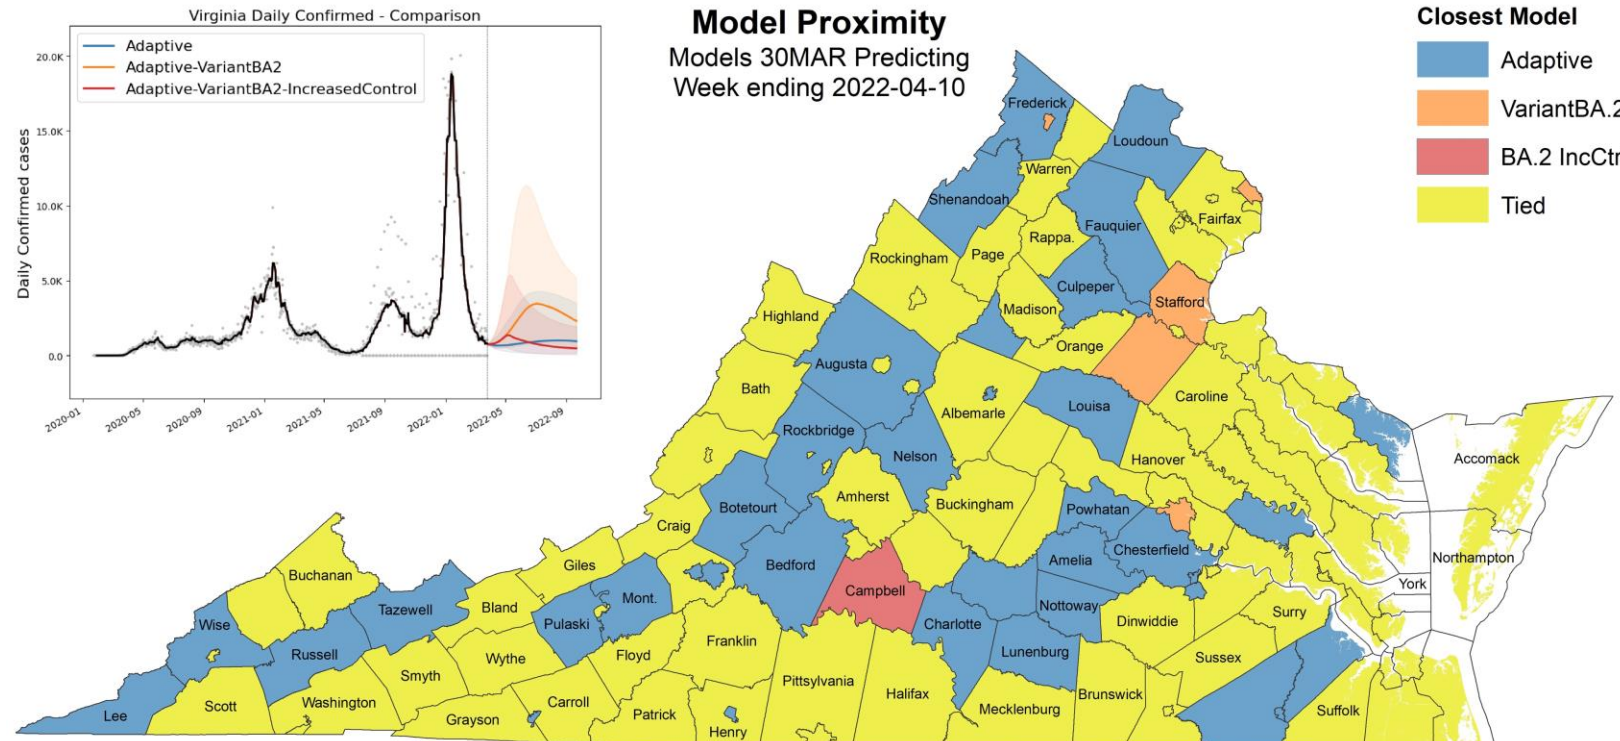 Virginia Daily Confirmed - Comparison
Adaptive
Adaptive-VariantBA2
Adaptive-VariantBA2-IncreasedControl
Daily Confirmed cases
20.0K
15.0K
10.0K
5.0K
0.0
2020-01
2020-05
2020-09
2021-01
2021-05
2021-09
2022-01
2022-05
2022-09
Model Proximity
Models 30MAR Predicting
Week ending 2022-04-10
Closest Model
Adaptive
VariantBA.2
BA.2 IncCtr
Tied
Frederick
Loudoun
Warren
Shenandoah
Fairfax
Fauquier
Rappa.
Page
Rockingham
Culpeper
Stafford
Madison
Highland
Orange
Augusta
Bath
Caroline
Louisa
Albemarle
Rockbridge
Nelson
Hanover
Accomack
Amherst
Buckingham
Botetourt
Powhatan
Craig
Chesterfield
Amelia
Northampton
Bedford
Giles
Buchanan
York
Campbell
Mont.
Nottoway
Bland
Tazewell
Surry
Dinwiddie
Charlotte
Pulaski
Wise
Franklin
Lunenburg
Russell
Floyd
Wythe
Sussex
Smyth
Pittsylvania
Halifax
Brunswick
Washington
Carroll
Scott
Mecklenburg
Suffolk
Patrick
Lee
Grayson
Henry